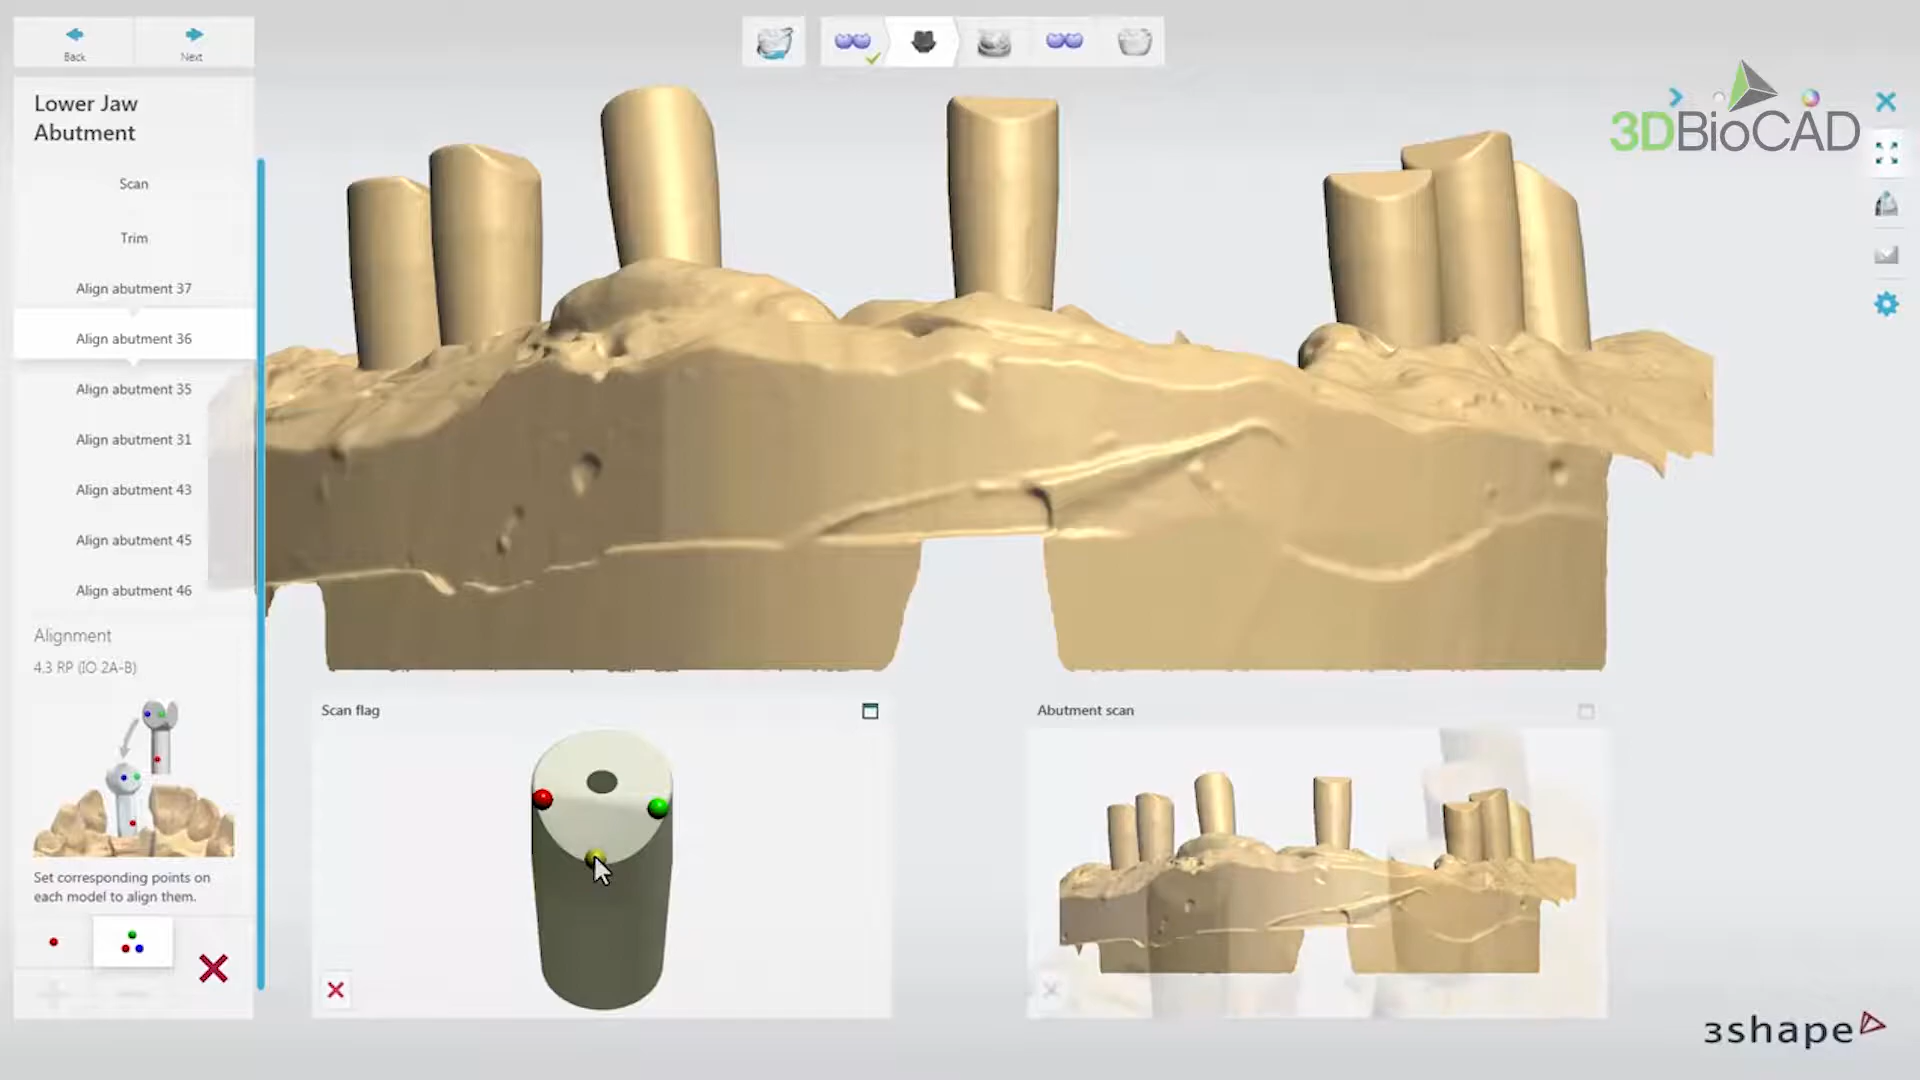 Back
Next
Lower Jaw
Abutment
Scan
Trim
Align abutment 37
Align abutment 36
Align abutment 35
Align abutment 31
Align abutment 43
Align abutment 45
Align abutment 46
Alignment
4.3 RP (IO 2A-B)
Set corresponding points on
each model to align them.
Scan flag
Abutment scan
3DBioCAD
3shape